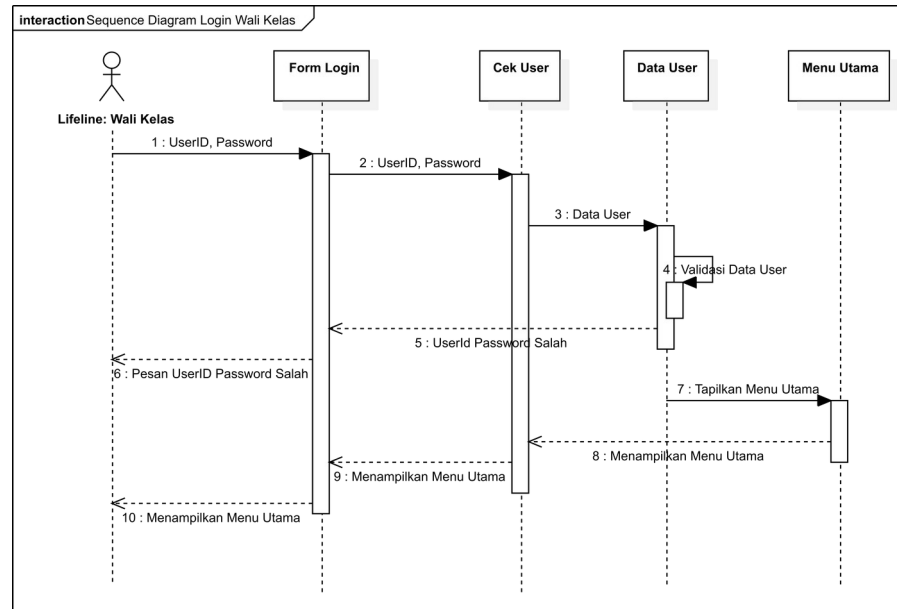 interaction Sequence Diagram Login Wali Kelas
Form Login
Cek User
Data User
Menu Utama
Lifeline: Wali Kelas
1 : UserID, Password
2 : UserID, Password
3 : Data User
4 : Validasi Data User
5 : UserId Password Salah
6 : Pesan UserID Password Salah
7 : Tapilkan Menu Utama
8 : Menampilkan Menu Utama
9 : Menampilkan Menu Utama
10 : Menampilkan Menu Utama